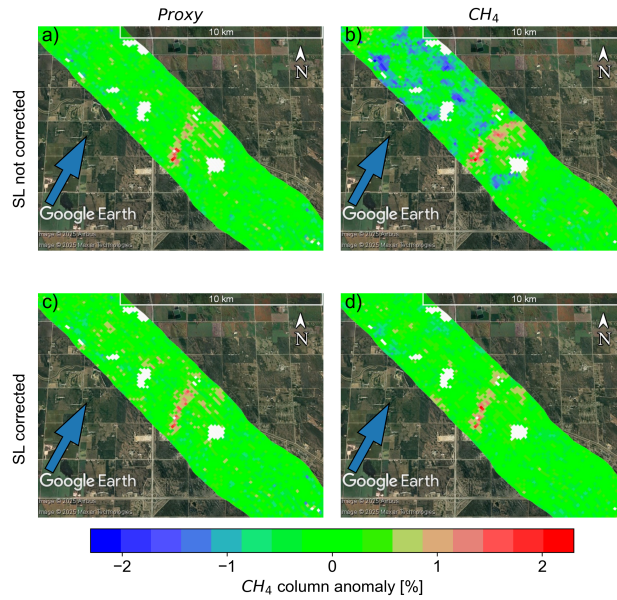 Proxy
CH4
SL not corrected
a)
10 km
N
Google Earth
b)
10 km
N
Google Earth
SL corrected
c)
10 km
N
Google Earth
d)
10 km
N
Google Earth
−2
−1
0
1
2
CH4 column anomaly [%]